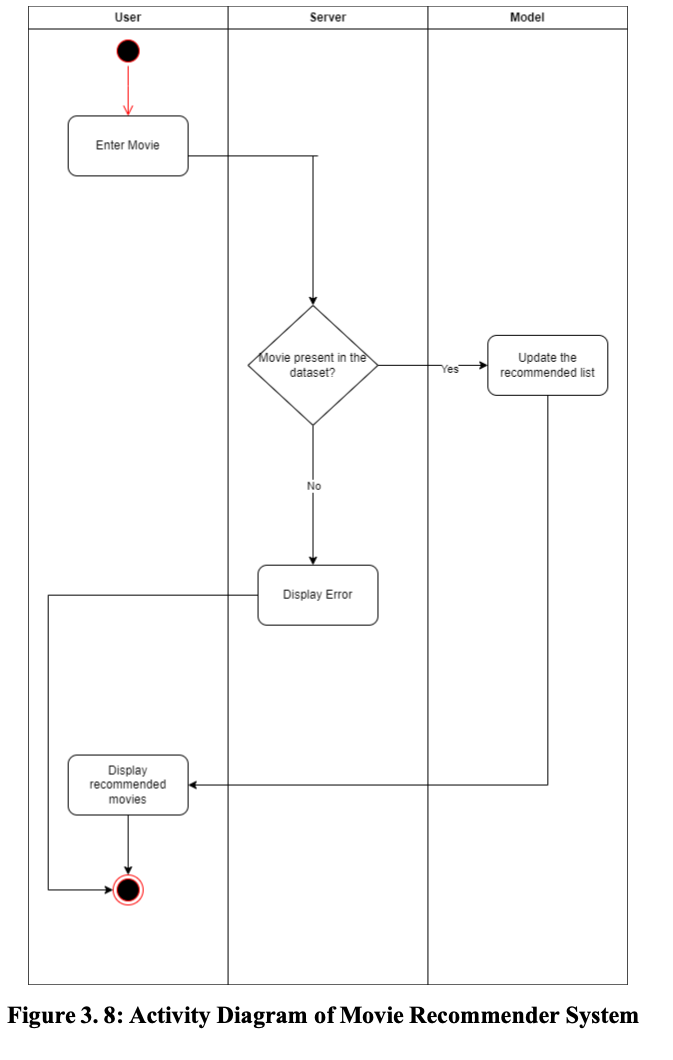 User
Server
Model
Enter Movie
Movie present in the
dataset?
Yes
Update the
recommended list
No
Display Error
Display
recommended
movies
Figure 3. 8: Activity Diagram of Movie Recommender System